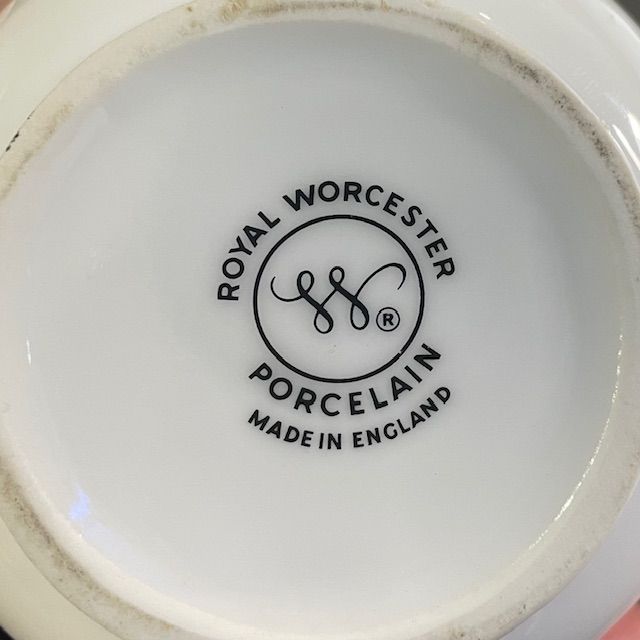 ROYAL WORCESTER
W®
PORCELAIN
MADE IN ENGLAND